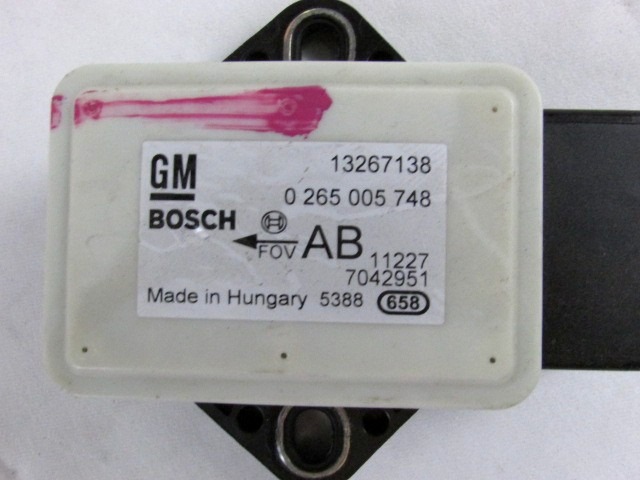 GM 13267138
0 265 005 748
BOSCH
FOV AB 11227
7042951
Made in Hungary 5388 658